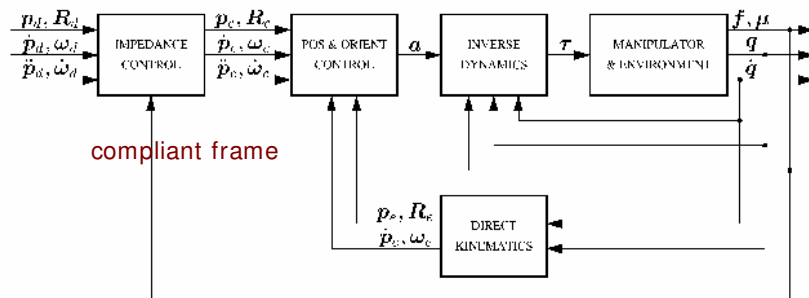 p_d, R_d
ṗ_d, ω_d
p̈_d, ω̇_d
IMPEDANCE
CONTROL
p_c, R_c
ṗ_c, ω_c
p̈_c, ω̇_c
POS & ORIENT
CONTROL
a
INVERSE
DYNAMICS
τ
MANIPULATOR
& ENVIRONMENT
f, μ
q
q̇
compliant frame
p_e, R_e
ṗ_e, ω_e
DIRECT
KINEMATICS